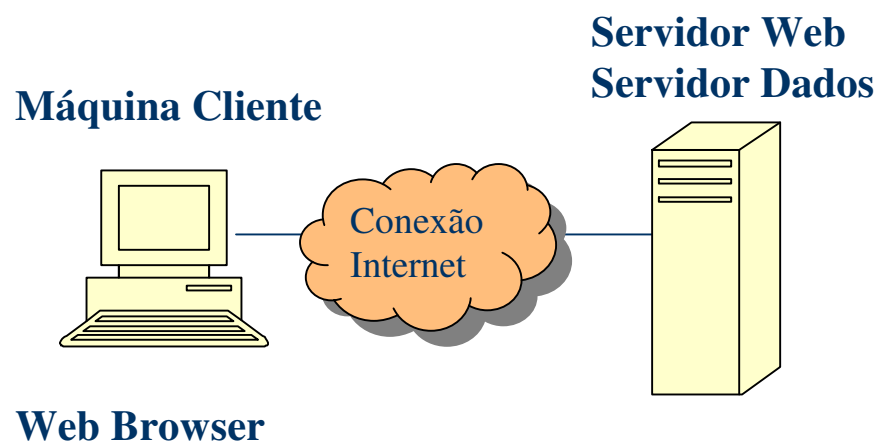 Servidor Web
Servidor Dados
Máquina Cliente
Conexão
Internet
Web Browser